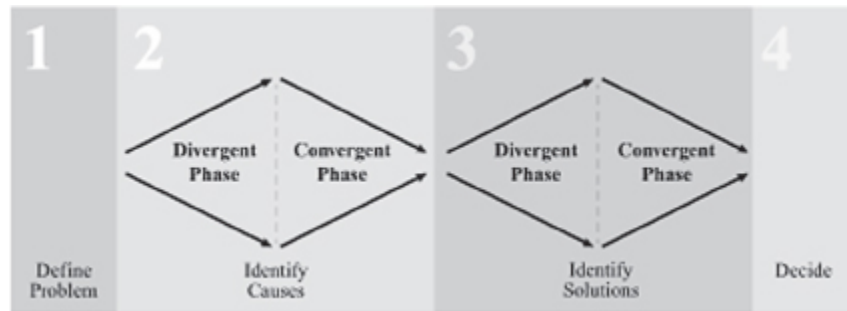 1
2
3
4
Divergent
Phase
Convergent
Phase
Divergent
Phase
Convergent
Phase
Define
Problem
Identify
Causes
Identify
Solutions
Decide